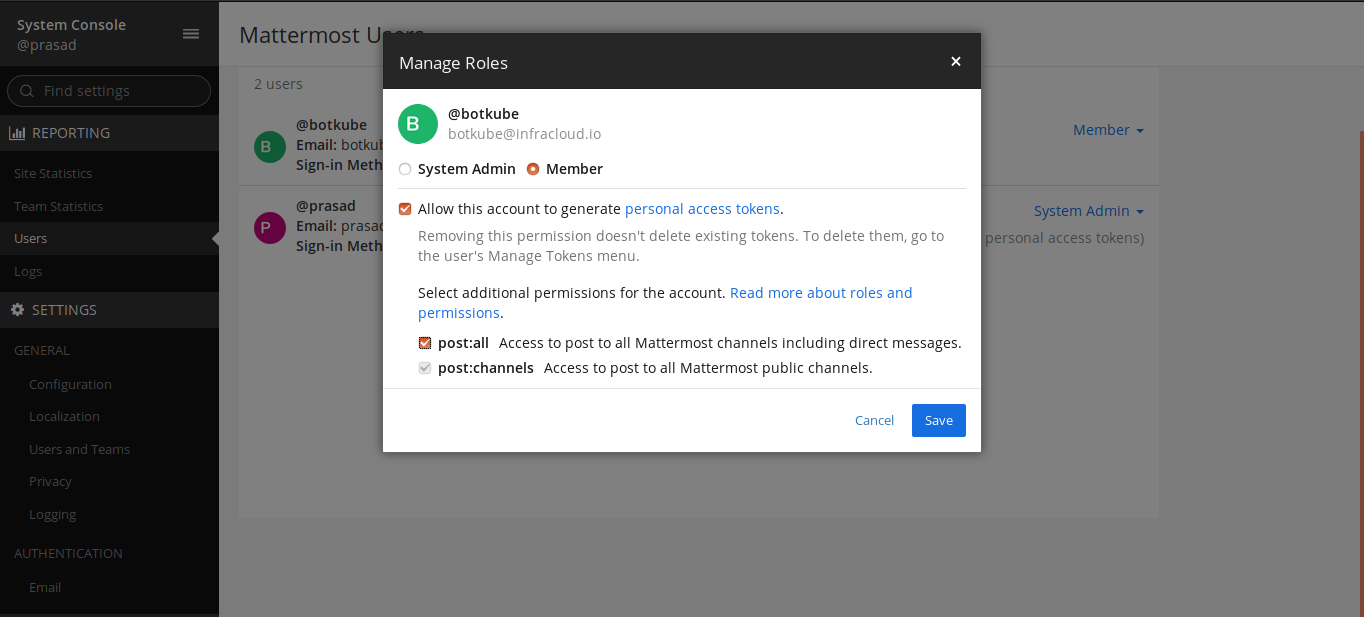 System Console
@prasad
Find settings
REPORTING
Site Statistics
Team Statistics
Users
Logs
SETTINGS
GENERAL
Configuration
Localization
Users and Teams
Privacy
Logging
AUTHENTICATION
Email
Mattermost Users
2 users
B
@botkube
Email: botkub
Sign-in Meth
Member
P
@prasad
Email: prasad
Sign-in Meth
System Admin
personal access tokens)
Manage Roles
×
B
@botkube
botkube@infracloud.io
System Admin Member
Allow this account to generate personal access tokens.
Removing this permission doesn't delete existing tokens. To delete them, go to
the user's Manage Tokens menu.
Select additional permissions for the account. Read more about roles and
permissions.
post:all Access to post to all Mattermost channels including direct messages.
post:channels Access to post to all Mattermost public channels.
Cancel Save